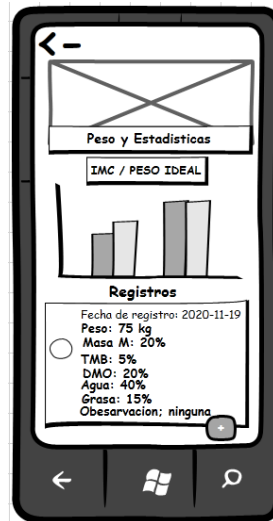 Peso y Estadisticas
IMC / PESO IDEAL
Registros
Fecha de registro: 2020-11-19
Peso: 75 kg
Masa M: 20%
TMB: 5%
DMO: 20%
Agua: 40%
Grasa: 15%
Obesarvacion; ninguna
+